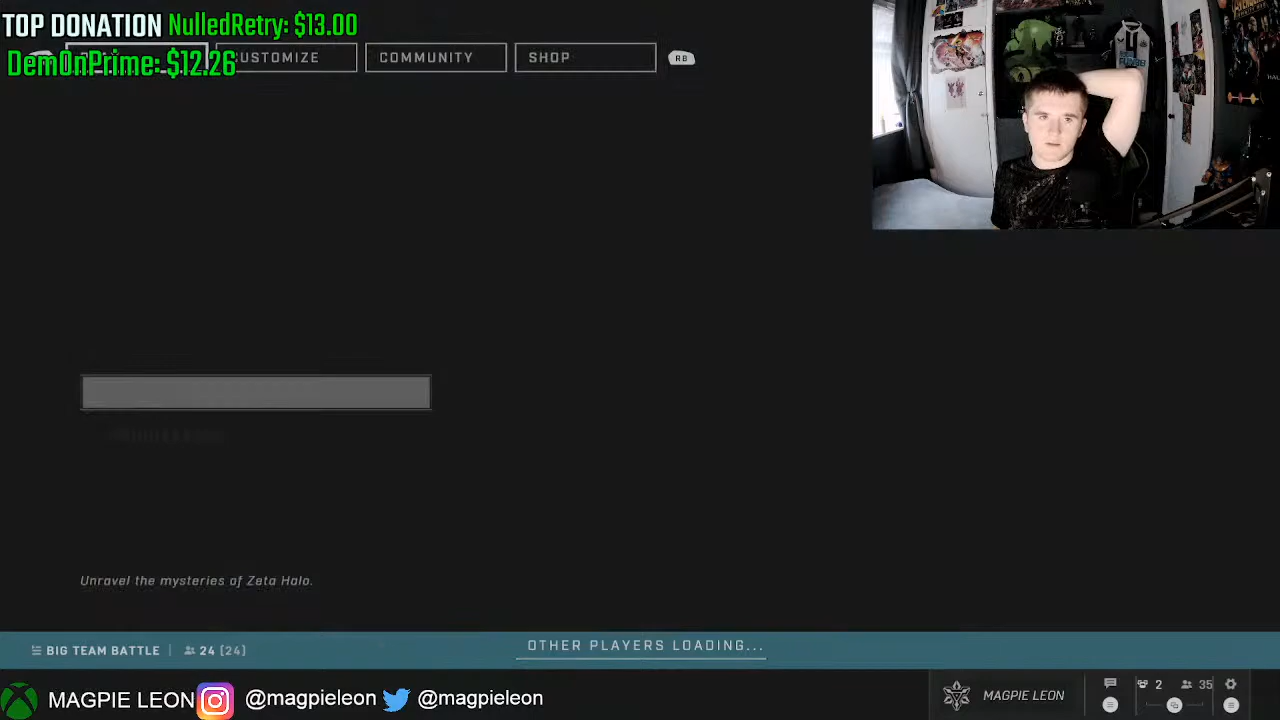 TOP DONATION NulledRetry: $13.00
DemOnPrime: $12.26
CUSTOMIZE
COMMUNITY
SHOP
RB
Unravel the mysteries of Zeta Halo.
BIG TEAM BATTLE | 24 [24]
OTHER PLAYERS LOADING...
MAGPIE LEON @magpieleon @magpieleon
MAGPIE LEON
2
35